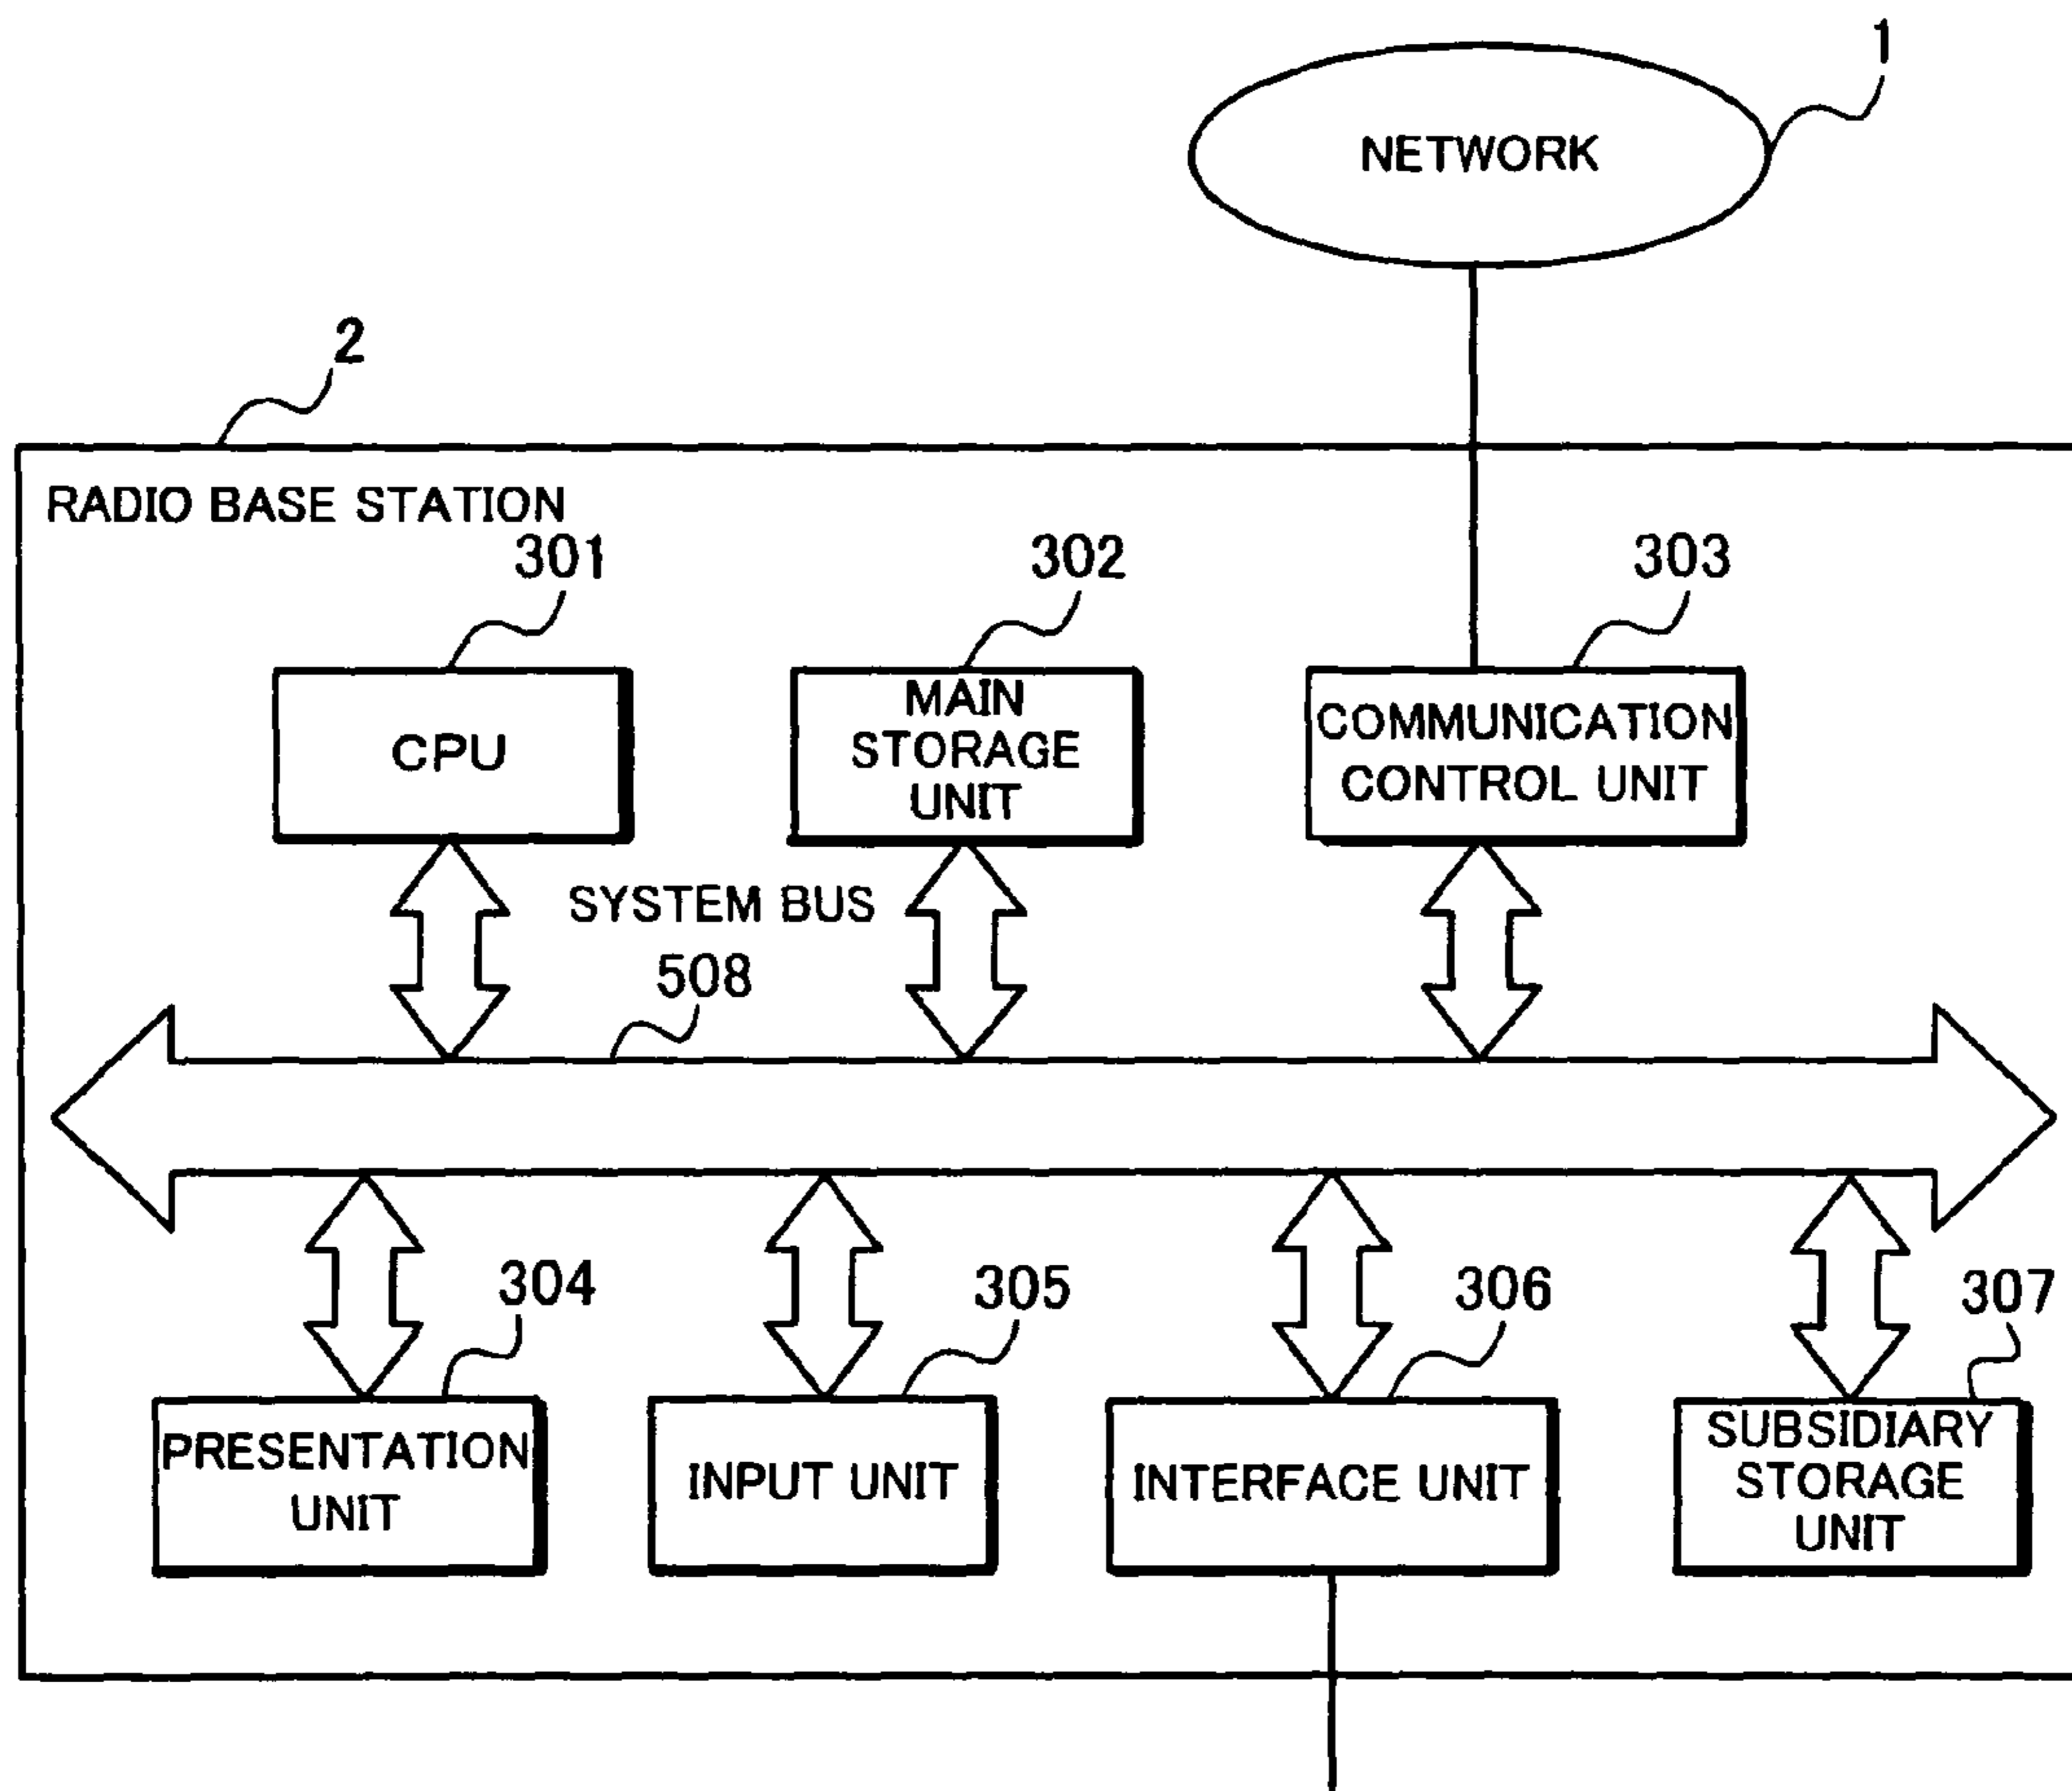 1
NETWORK
2
RADIO BASE STATION
301
302
303
CPU
MAIN
STORAGE
UNIT
COMMUNICATION
CONTROL UNIT
SYSTEM BUS
508
304
305
306
307
PRESENTATION
UNIT
INPUT UNIT
INTERFACE UNIT
SUBSIDIARY
STORAGE
UNIT